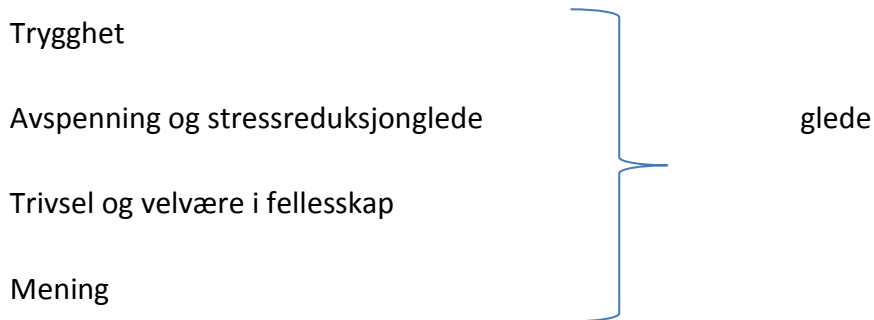 Trygghet
Avspenning og stressreduksjonglede glede
Trivsel og velvære i fellesskap
Mening